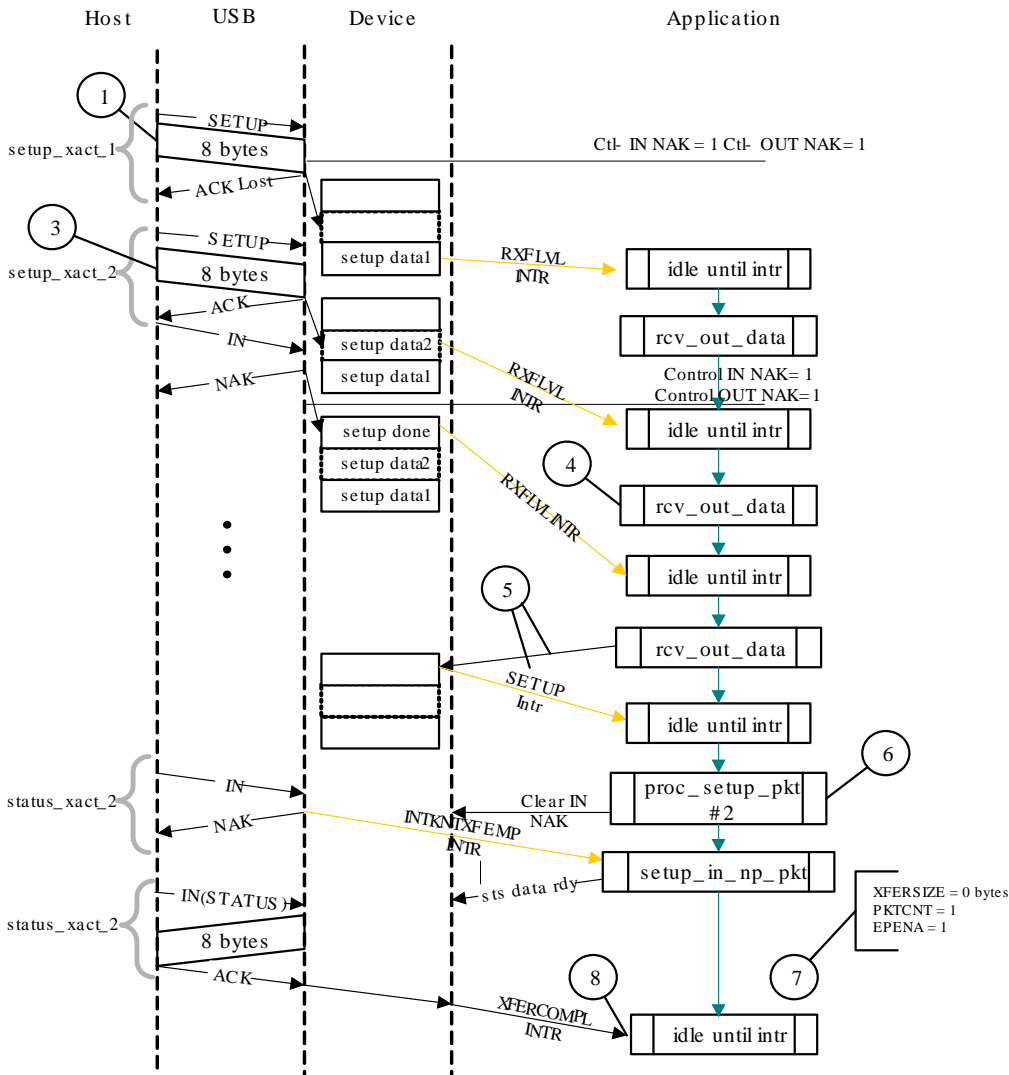 Host USB Device Application
1
SETUP
setup_xact_1
8 bytes
Ctl- IN NAK = 1 Ctl- OUT NAK= 1
ACK Lost
3
SETUP
setup data1
RXFLVL
INTR
idle until intr
setup_xact_2
8 bytes
ACK
IN
setup data2
rcv_out_data
NAK
setup data1
RXFLVL
INTR
Control IN NAK= 1
Control OUT NAK=1
setup done
idle until intr
setup data2
4
setup data1
RXFLVL INTR
rcv_out_data
idle until intr
5
rcv_out_data
SETUP
Intr
idle until intr
6
IN
status_xact_2
Clear IN
NAK
proc_setup_pkt
#2
NAK
INTKNTXFEMP
INTR
setup_in_np_pkt
sts data rdy
IN(STATUS)
XFERSIZE = 0 bytes
PKTCNT = 1
EPENA = 1
status_xact_2
8 bytes
ACK
8
7
XFERCOMPL
INTR
idle until intr